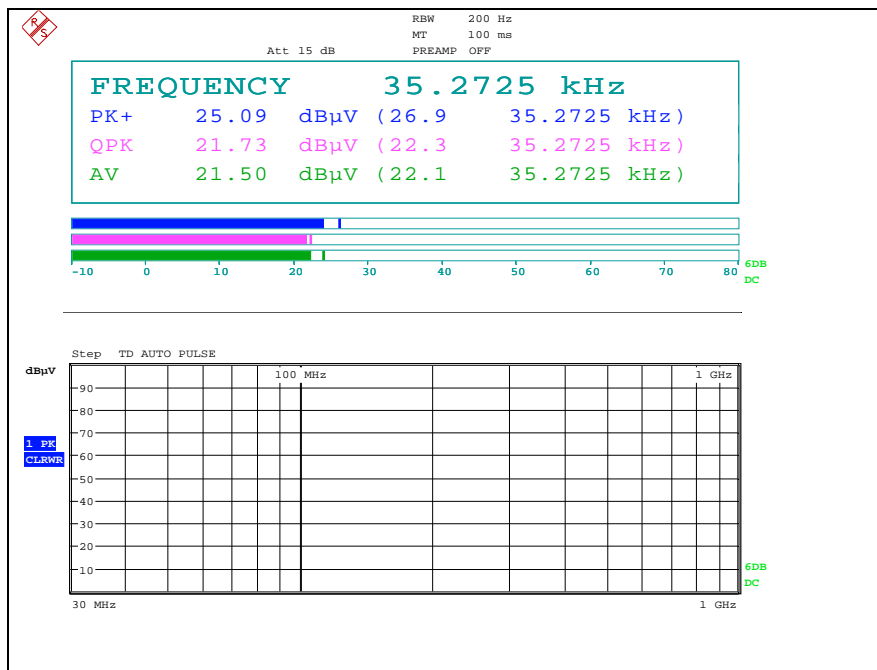 R S
RBW 200 Hz
MT 100 ms
Att 15 dB PREAMP OFF
FREQUENCY 35.2725 kHz
PK+ 25.09 dBµV (26.9 35.2725 kHz)
QPK 21.73 dBµV (22.3 35.2725 kHz)
AV 21.50 dBµV (22.1 35.2725 kHz)
-10 0 10 20 30 40 50 60 70 80
6DB
DC
Step TD AUTO PULSE
dBµV
100 MHz 1 GHz
90
80
70
1 PK
CLRWR
60
50
40
30
20
10
6DB
DC
30 MHz 1 GHz